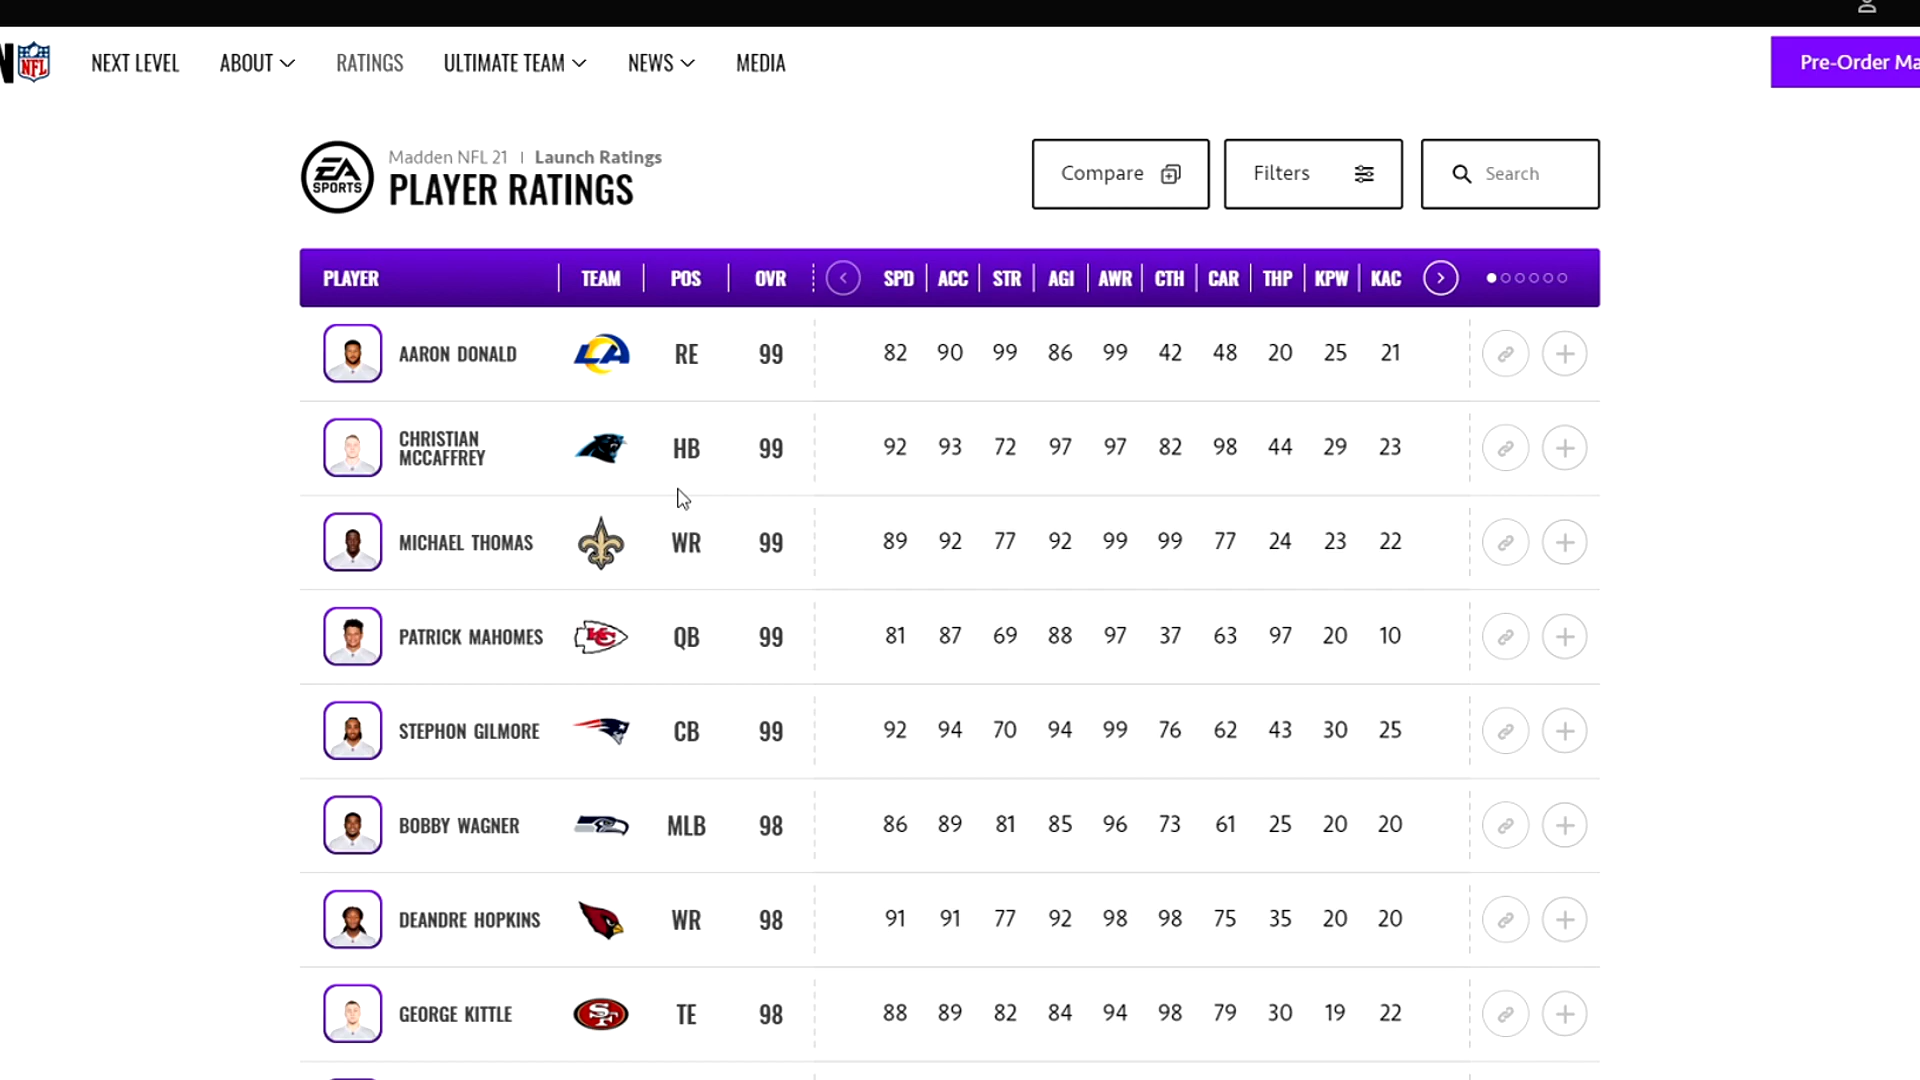 N NFL NEXT LEVEL ABOUT RATINGS ULTIMATE TEAM NEWS MEDIA Pre-Order Ma
EA SPORTS
Madden NFL 21 | Launch Ratings
PLAYER RATINGS
Compare Filters Search
PLAYER TEAM POS OVR SPD ACC STR AGI AWR CTH CAR THP KPW KAC
AARON DONALD LA RE 99 82 90 99 86 99 42 48 20 25 21
CHRISTIAN
MCCAFFREY HB 99 92 93 72 97 97 82 98 44 29 23
MICHAEL THOMAS WR 99 89 92 77 92 99 99 77 24 23 22
PATRICK MAHOMES KC QB 99 81 87 69 88 97 37 63 97 20 10
STEPHON GILMORE CB 99 92 94 70 94 99 76 62 43 30 25
BOBBY WAGNER MLB 98 86 89 81 85 96 73 61 25 20 20
DEANDRE HOPKINS WR 98 91 91 77 92 98 98 75 35 20 20
GEORGE KITTLE SF TE 98 88 89 82 84 94 98 79 30 19 22